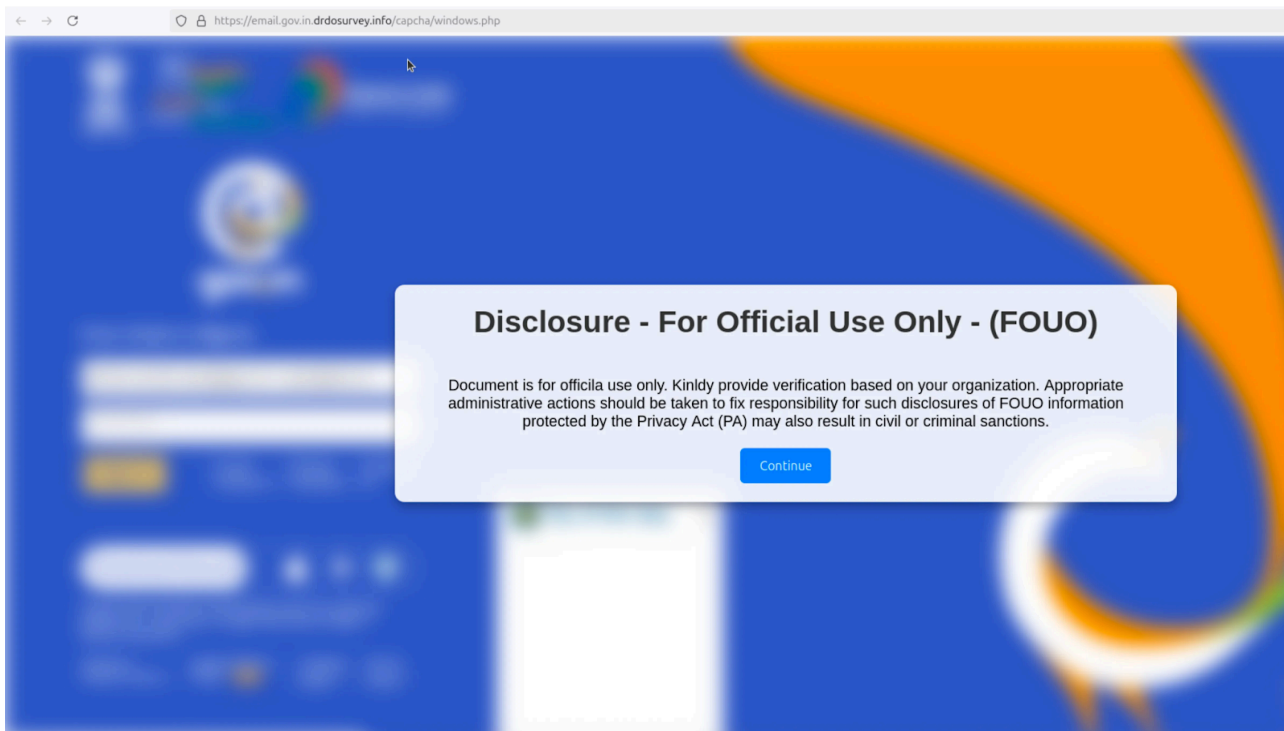 https://email.gov.in.drdosurvey.info/capcha/windows.php
Disclosure - For Official Use Only - (FOUO)
Document is for officila use only. Kinldy provide verification based on your organization. Appropriate
administrative actions should be taken to fix responsibility for such disclosures of FOUO information
protected by the Privacy Act (PA) may also result in civil or criminal sanctions.
Continue